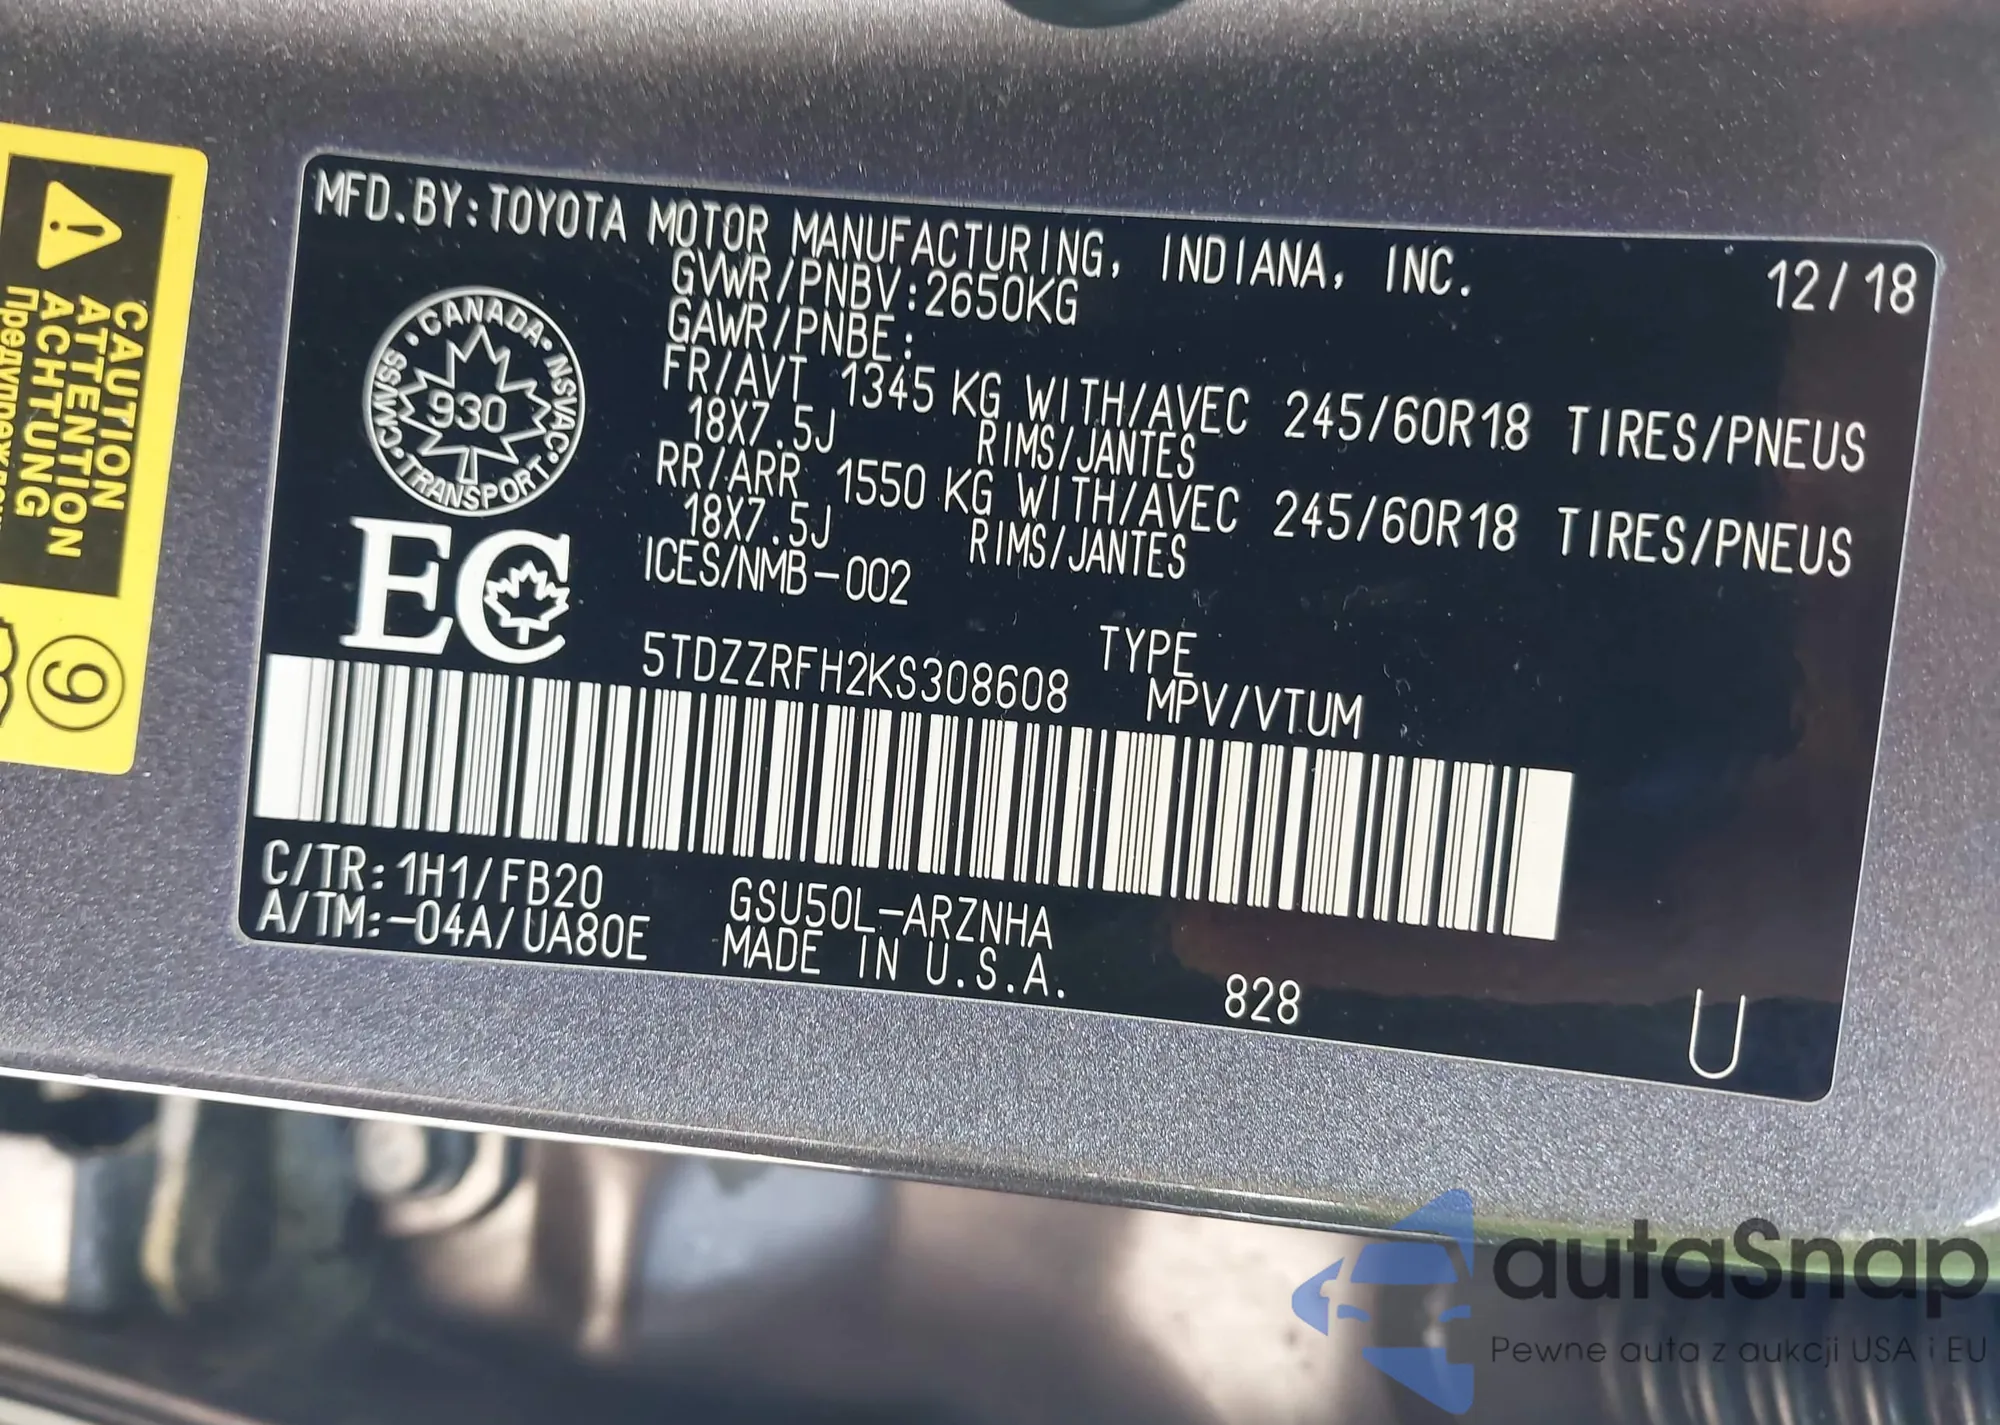 MFD.BY:TOYOTA MOTOR MANUFACTURING, INDIANA, INC. 12/18
GVWR/PNBV:2650KG
GAWR/PNBE:
FR/AVT 1345 KG WITH/AVEC 245/60R18 TIRES/PNEUS
18X7.5J RIMS/JANTES
RR/ARR 1550 KG WITH/AVEC 245/60R18 TIRES/PNEUS
18X7.5J RIMS/JANTES
ICES/NMB-002
CANADA • NSVAC • TRANSPORT • CMVSS •
930
EC
5TDZZRFH2KS308608 TYPE
MPV/VTUM
C/TR:1H1/FB20
A/TM:-04A/UA80E
GSU50L-ARZNHA
MADE IN U.S.A.
828
U
CAUTION
ATTENTION
ACHTUNG
9
autaSnap
Pewne auta z aukcji USA i EU